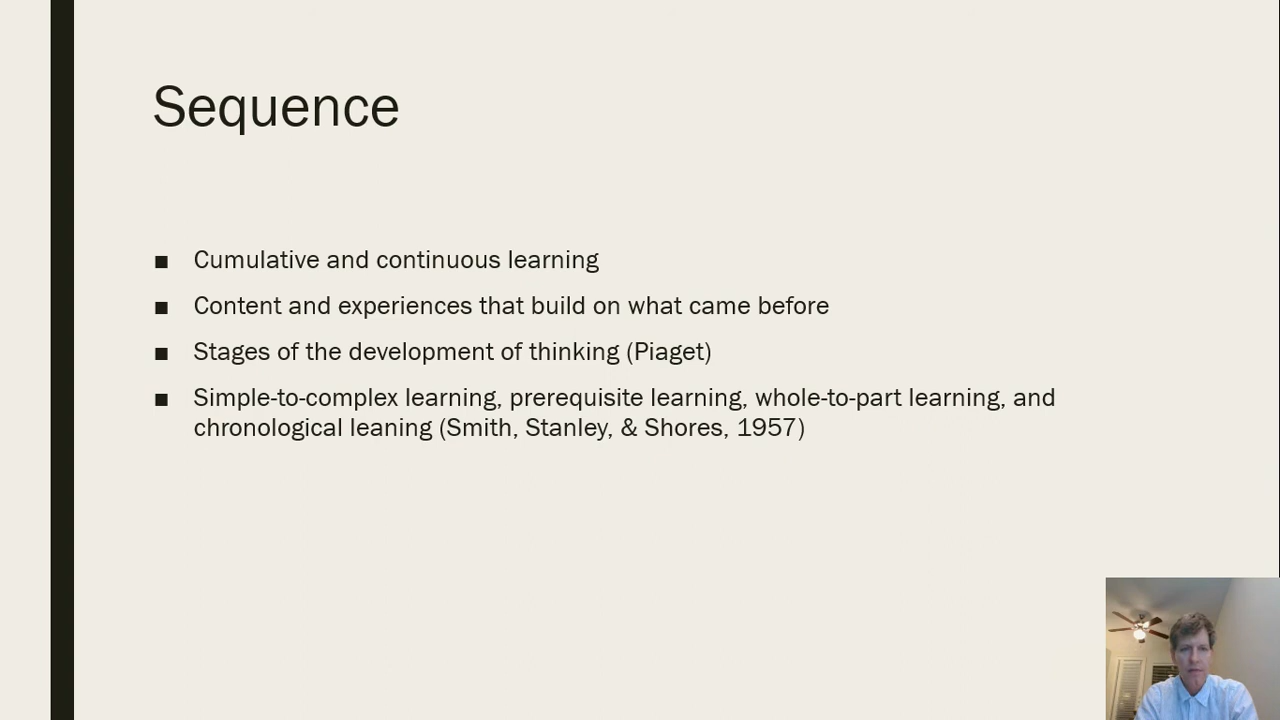 Sequence
■ Cumulative and continuous learning
■ Content and experiences that build on what came before
■ Stages of the development of thinking (Piaget)
■ Simple-to-complex learning, prerequisite learning, whole-to-part learning, and
chronological leaning (Smith, Stanley, & Shores, 1957)